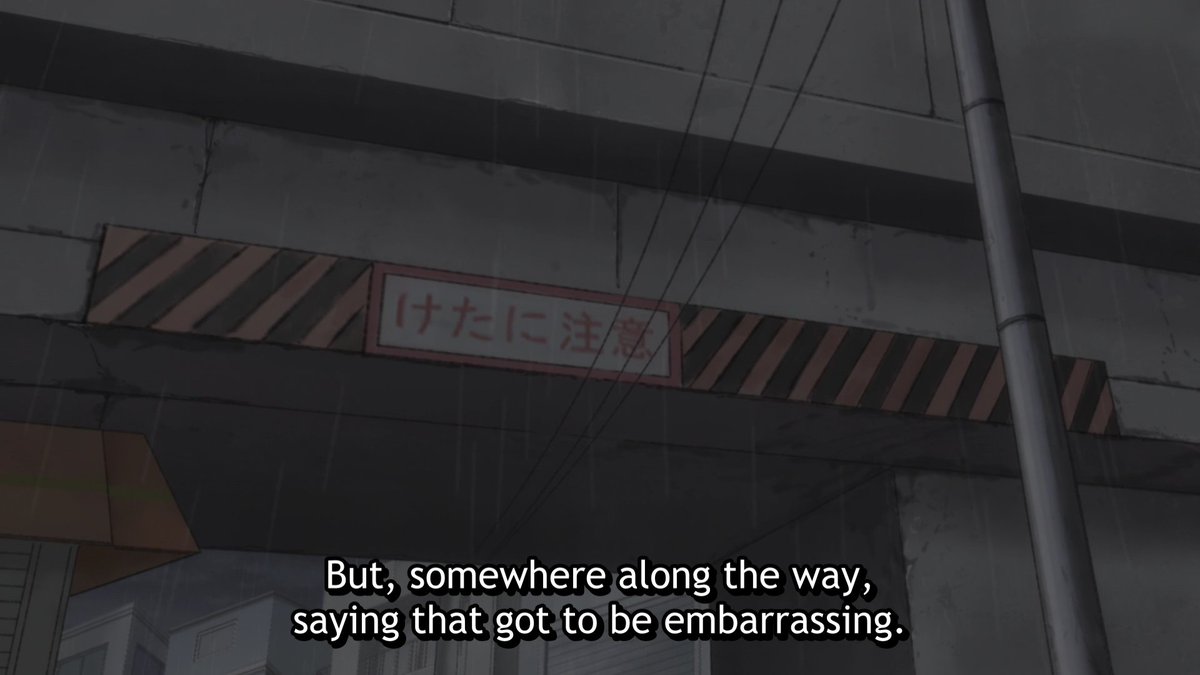 けたに注意
But, somewhere along the way,
saying that got to be embarrassing.